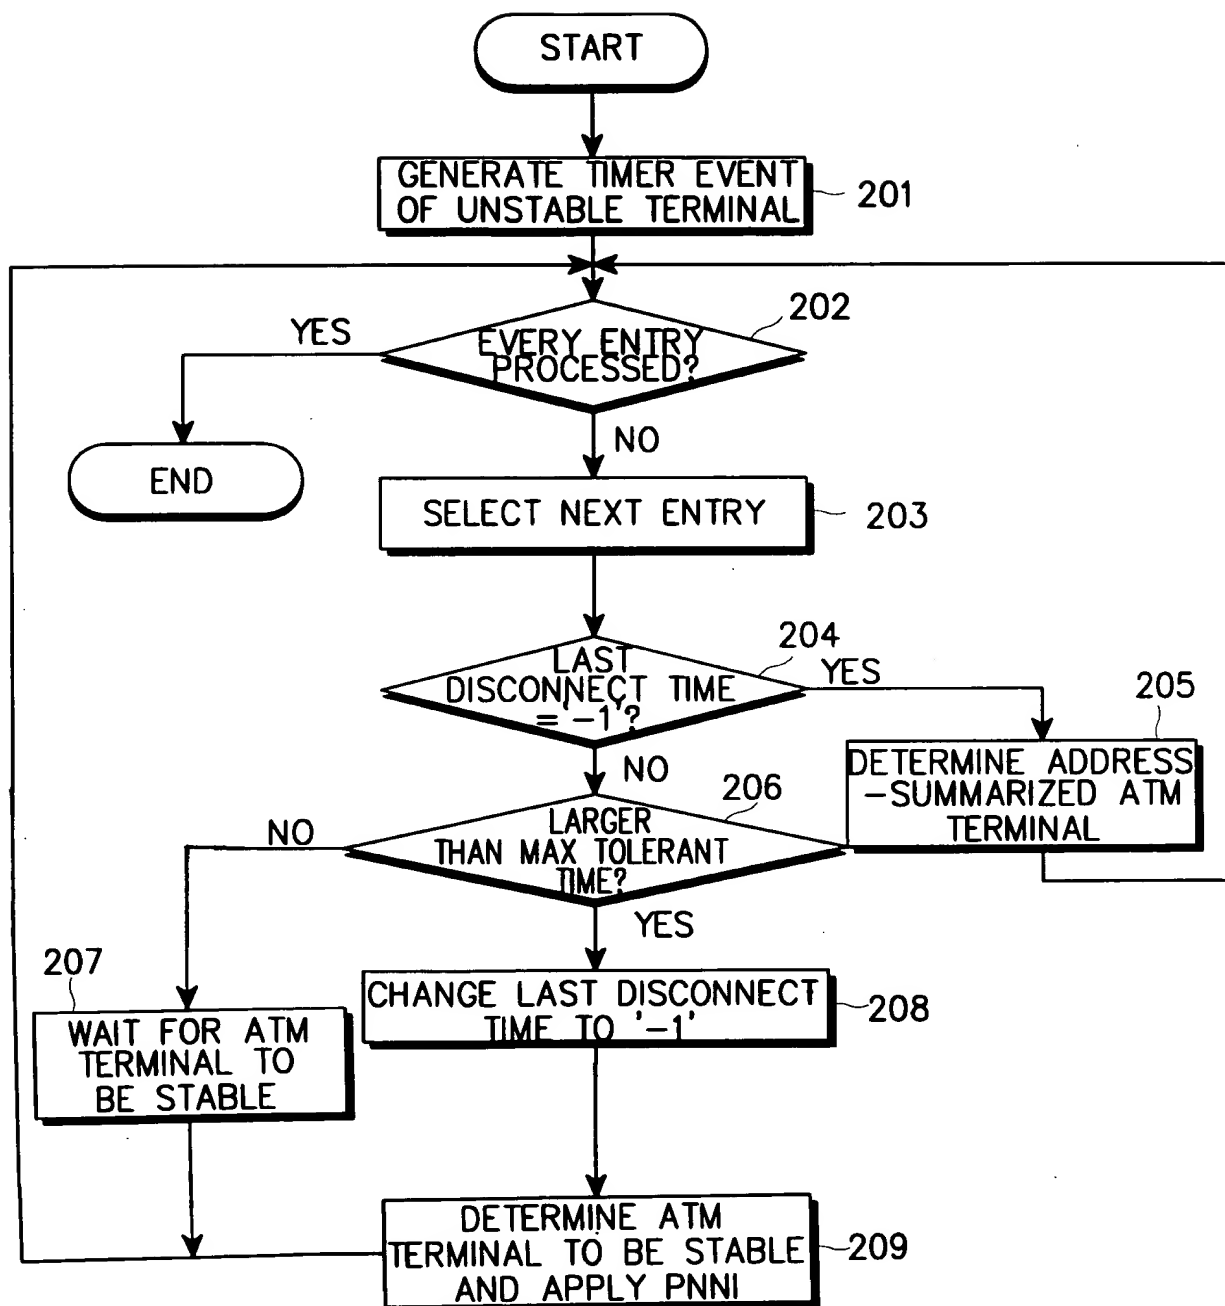 START
GENERATE TIMER EVENT
OF UNSTABLE TERMINAL
201
202
YES
EVERY ENTRY
PROCESSED?
NO
END
SELECT NEXT ENTRY
203
204
LAST
DISCONNECT TIME
='-1'?
YES
205
NO
DETERMINE ADDRESS
-SUMMARIZED ATM
TERMINAL
206
NO
LARGER
THAN MAX TOLERANT
TIME?
YES
207
CHANGE LAST DISCONNECT
TIME TO '-1'
208
WAIT FOR ATM
TERMINAL TO
BE STABLE
DETERMINE ATM
TERMINAL TO BE STABLE
AND APPLY PNNI
209